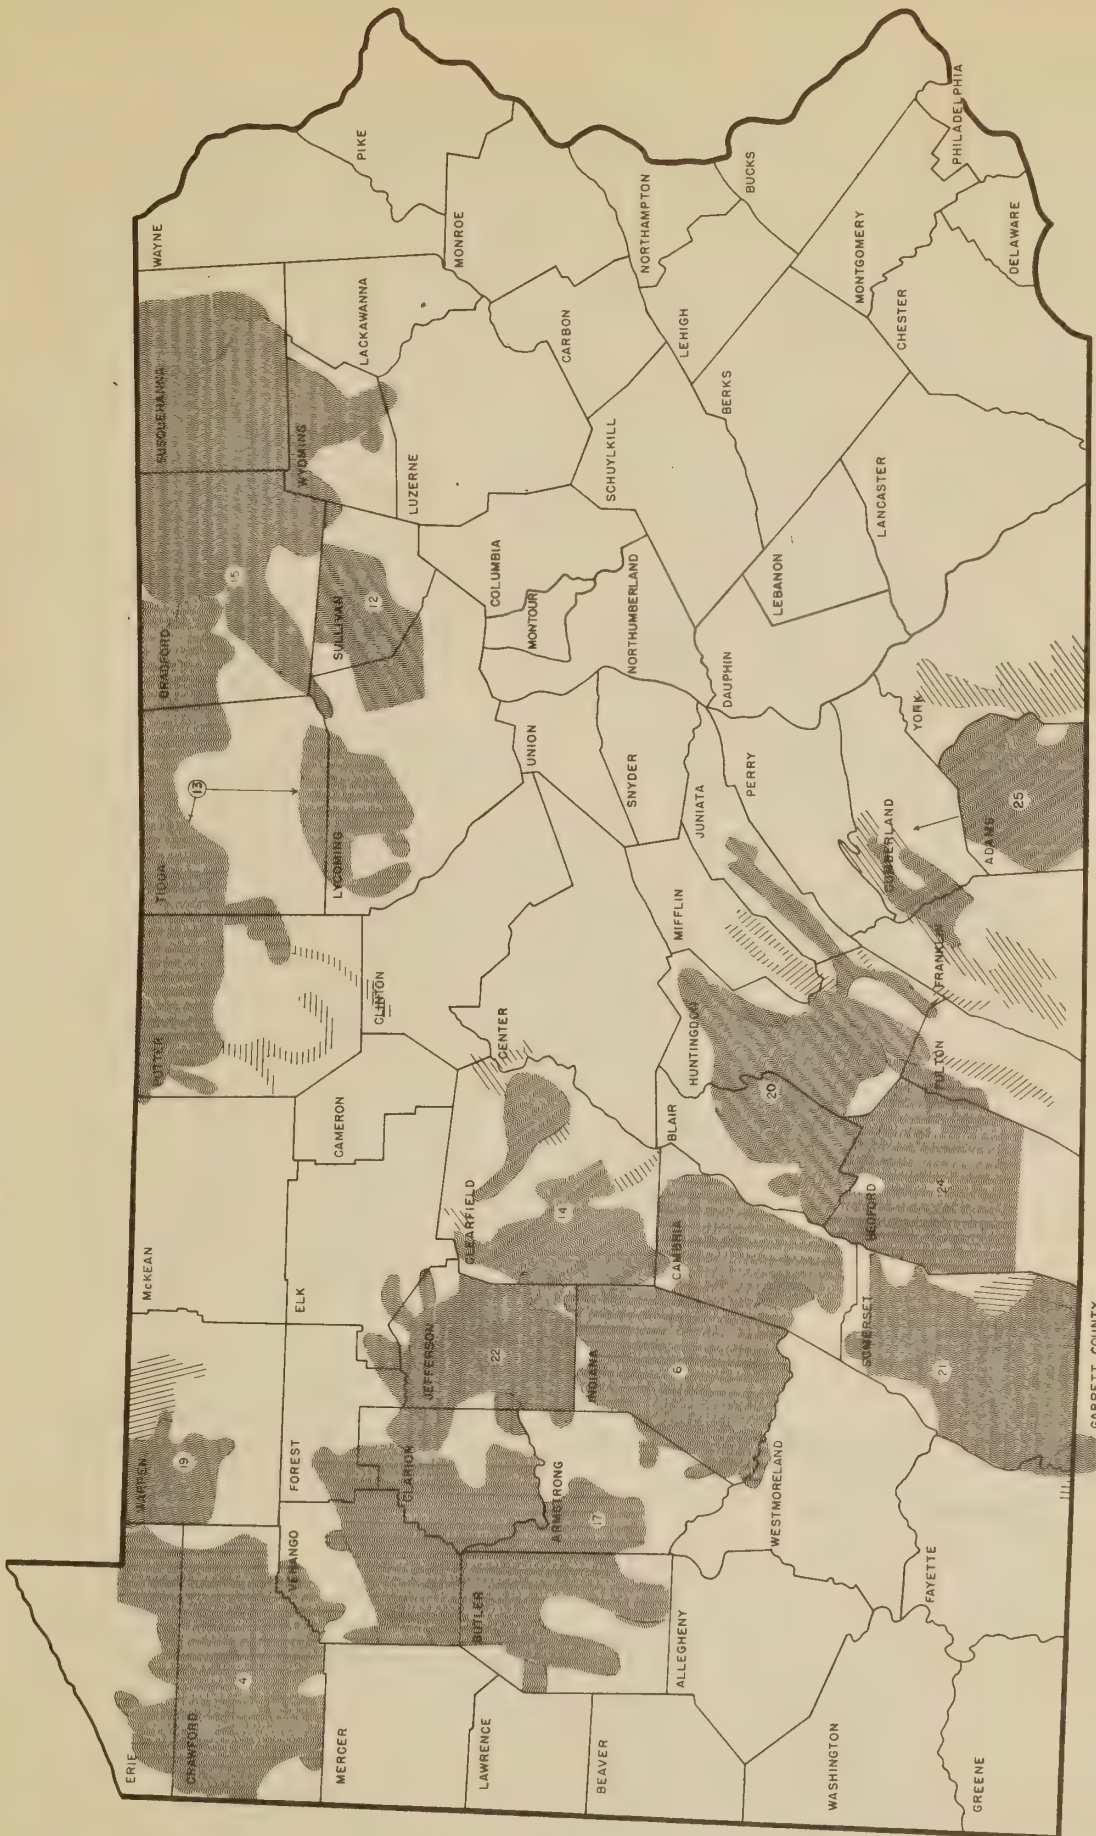 ERIE
CRAWFORD
4
MERCER
LAWRENCE
BEAVER
WASHINGTON
GREENE
WARREN
19
FOREST
VENANGO
CLARION
BUTLER
ARMSTRONG
17
ALLEGHENY
WESTMORELAND
FAYETTE
McKEAN
ELK
JEFFERSON
22
INDIANA
6
CAMERON
CLEARFIELD
14
CAMBRIA
SOMERSET
21
GARRETT COUNTY
POTTER
CLINTON
CENTER
BLAIR
HUNTINGDON
20
BEDFORD
24
FULTON
FRANKLIN
TIOGA
13
LYCOMING
UNION
SNYDER
MIFFLIN
JUNIATA
PERRY
CUMBERLAND
ADAMS
25
YORK
BRADFORD
15
SULLIVAN
12
COLUMBIA
MONTOUR
NORTHUMBERLAND
DAUPHIN
LEBANON
LANCASTER
SUSQUEHANNA
WYOMING
LUZERNE
SCHUYLKILL
BERKS
WAYNE
LACKAWANNA
PIKE
MONROE
CARBON
LEHIGH
NORTHAMPTON
BUCKS
MONTGOMERY
CHESTER
PHILADELPHIA
DELAWARE